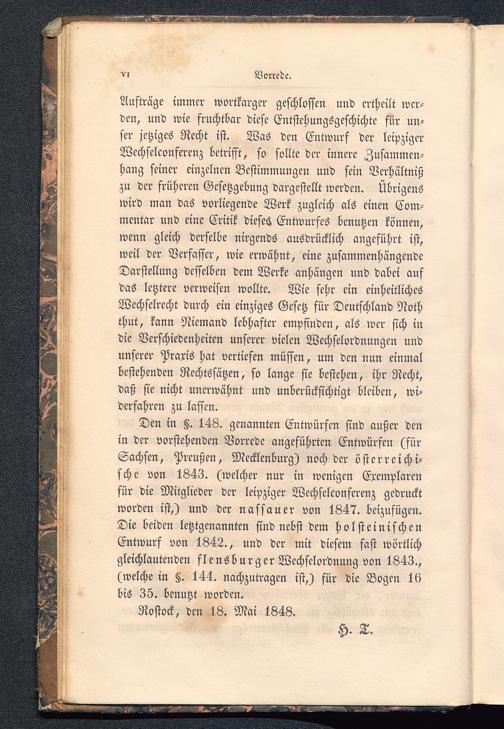 VI Vorrede.
Aufträge immer wortkarger geschlossen und ertheilt wer-
den, und wie fruchtbar diese Entstehungsgeschichte für un-
ser jetziges Recht ist. Was den Entwurf der leipziger
Wechselconferenz betrifft, so sollte der innere Zusammen-
hang seiner einzelnen Bestimmungen und sein Verhältniß
zu der früheren Gesetzgebung dargestellt werden. Übrigens
wird man das vorliegende Werk zugleich als einen Com-
mentar und eine Critik dieses Entwurfes benutzen können,
wenn gleich derselbe nirgends ausdrücklich angeführt ist,
weil der Verfasser, wie erwähnt, eine zusammenhängende
Darstellung desselben dem Werke anhängen und dabei auf
das letztere verweisen wollte. Wie sehr ein einheitliches
Wechselrecht durch ein einziges Gesetz für Deutschland Noth
thut, kann Niemand lebhafter empfinden, als wer sich in
die Verschiedenheiten unserer vielen Wechselordnungen und
unserer Praxis hat vertiefen müssen, um den nun einmal
bestehenden Rechtssätzen, so lange sie bestehen, ihr Recht,
daß sie nicht unerwähnt und unberücksichtigt bleiben, wi-
derfahren zu lassen.
Den in §. 148. genannten Entwürfen sind außer den
in der vorstehenden Vorrede angeführten Entwürfen (für
Sachsen, Preußen, Mecklenburg) noch der österreichi-
sche von 1843. (welcher nur in wenigen Exemplaren
für die Mitglieder der leipziger Wechselconferenz gedruckt
worden ist,) und der nassauer von 1847. beizufügen.
Die beiden letztgenannten sind nebst dem holsteinischen
Entwurf von 1842., und der mit diesem fast wörtlich
gleichlautenden flensburger Wechselordnung von 1843.,
(welche in §. 144. nachzutragen ist,) für die Bogen 16
bis 35. benutzt worden.
Rostock, den 18. Mai 1848.
H. T.